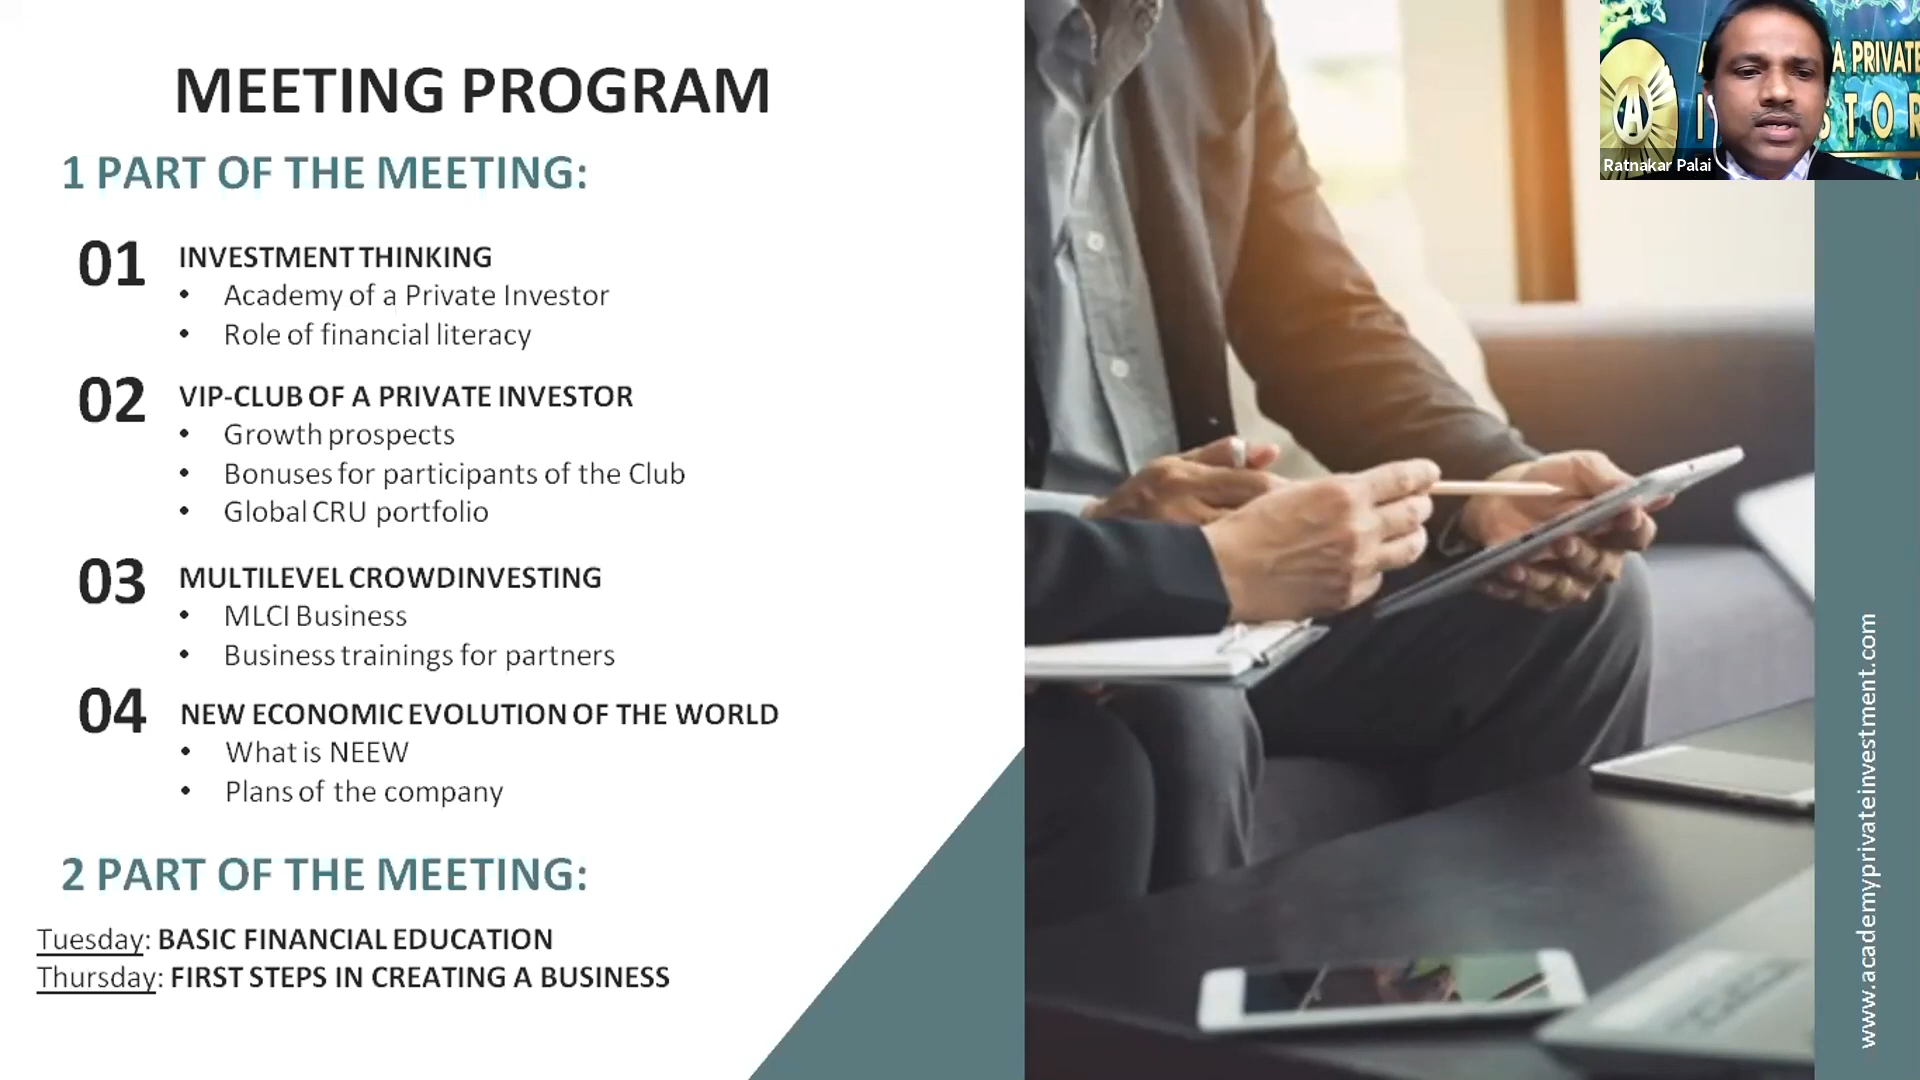 MEETING PROGRAM
1 PART OF THE MEETING:
01
INVESTMENT THINKING
• Academy of a Private Investor
• Role of financial literacy
02
VIP-CLUB OF A PRIVATE INVESTOR
• Growth prospects
• Bonuses for participants of the Club
• Global CRU portfolio
03
MULTILEVEL CROWDINVESTING
• MLCI Business
• Business trainings for partners
04
NEW ECONOMIC EVOLUTION OF THE WORLD
• What is NEEW
• Plans of the company
2 PART OF THE MEETING:
Tuesday: BASIC FINANCIAL EDUCATION
Thursday: FIRST STEPS IN CREATING A BUSINESS
A PRIVATE
Ratnakar Palai
www.academyprivateinvestment.com